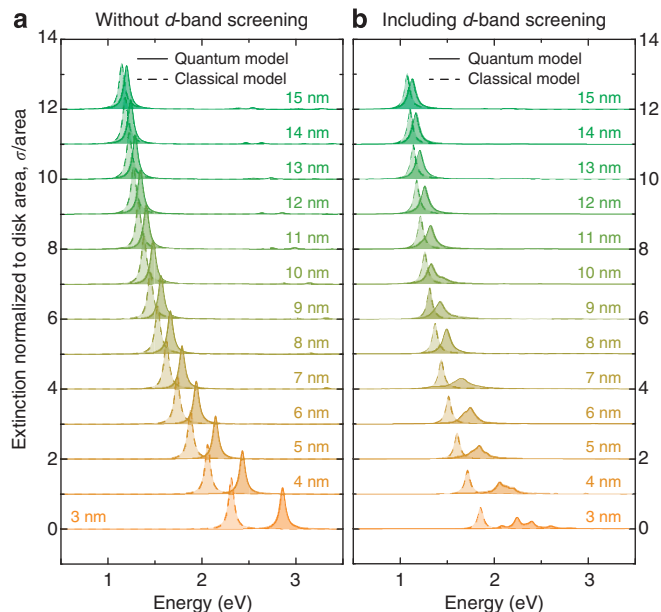 a Without d-band screening
b Including d-band screening
14
12
10
8
6
4
2
0
Extinction normalized to disk area, σ/area
Quantum model
Classical model
15 nm
14 nm
13 nm
12 nm
11 nm
10 nm
9 nm
8 nm
7 nm
6 nm
5 nm
4 nm
3 nm
1 2 3
Energy (eV)
Quantum model
Classical model
15 nm
14 nm
13 nm
12 nm
11 nm
10 nm
9 nm
8 nm
7 nm
6 nm
5 nm
4 nm
3 nm
14
12
10
8
6
4
2
0
1 2 3
Energy (eV)